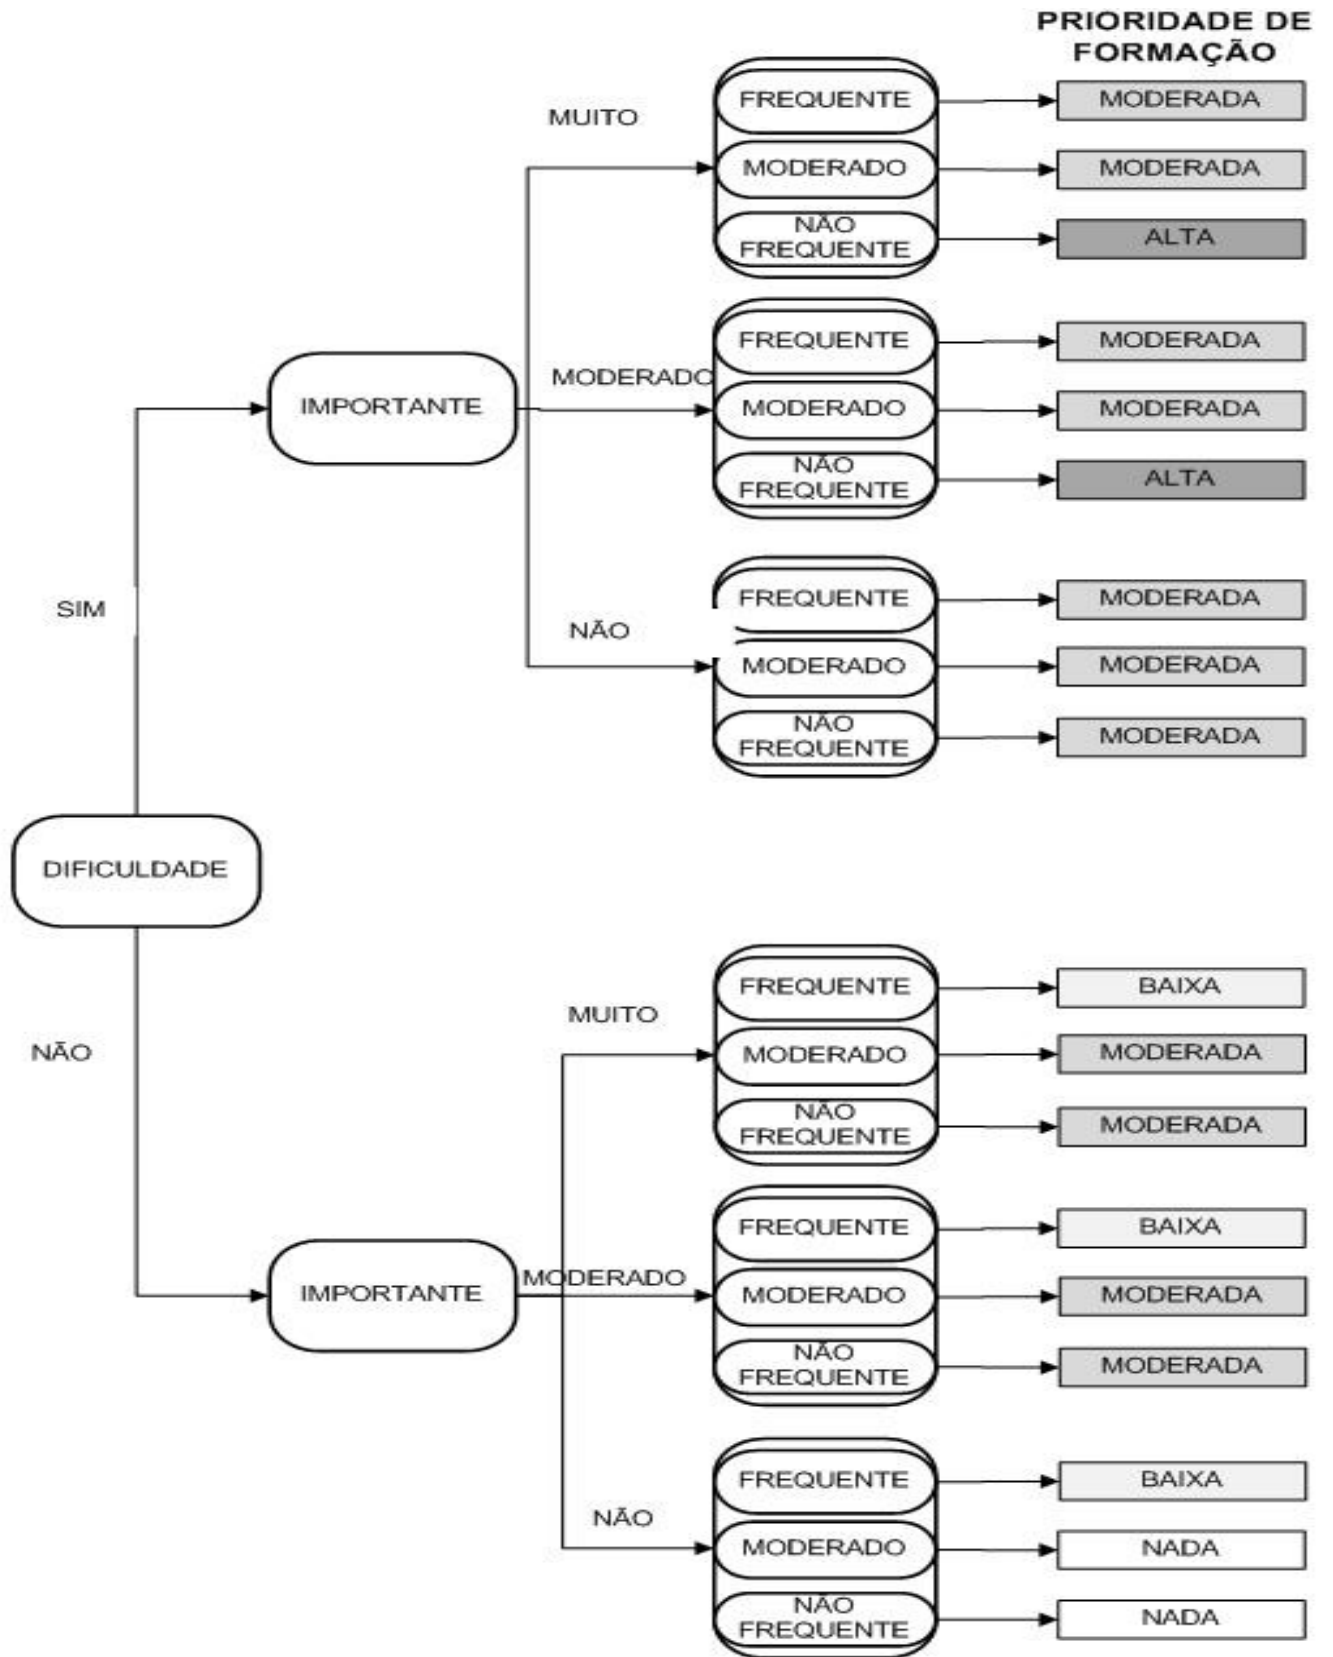 PRIORIDADE DE
FORMAÇÃO
MUITO
FREQUENTE
MODERADA
MODERADO
MODERADA
NÃO
FREQUENTE
ALTA
IMPORTANTE
MODERADO
FREQUENTE
MODERADA
MODERADO
MODERADA
NÃO
FREQUENTE
ALTA
SIM
NÃO
FREQUENTE
MODERADA
MODERADO
MODERADA
NÃO
FREQUENTE
MODERADA
DIFICULDADE
NÃO
MUITO
FREQUENTE
BAIXA
MODERADO
MODERADA
NÃO
FREQUENTE
MODERADA
IMPORTANTE
MODERADO
FREQUENTE
BAIXA
MODERADO
MODERADA
NÃO
FREQUENTE
MODERADA
NÃO
FREQUENTE
BAIXA
MODERADO
NADA
NÃO
FREQUENTE
NADA